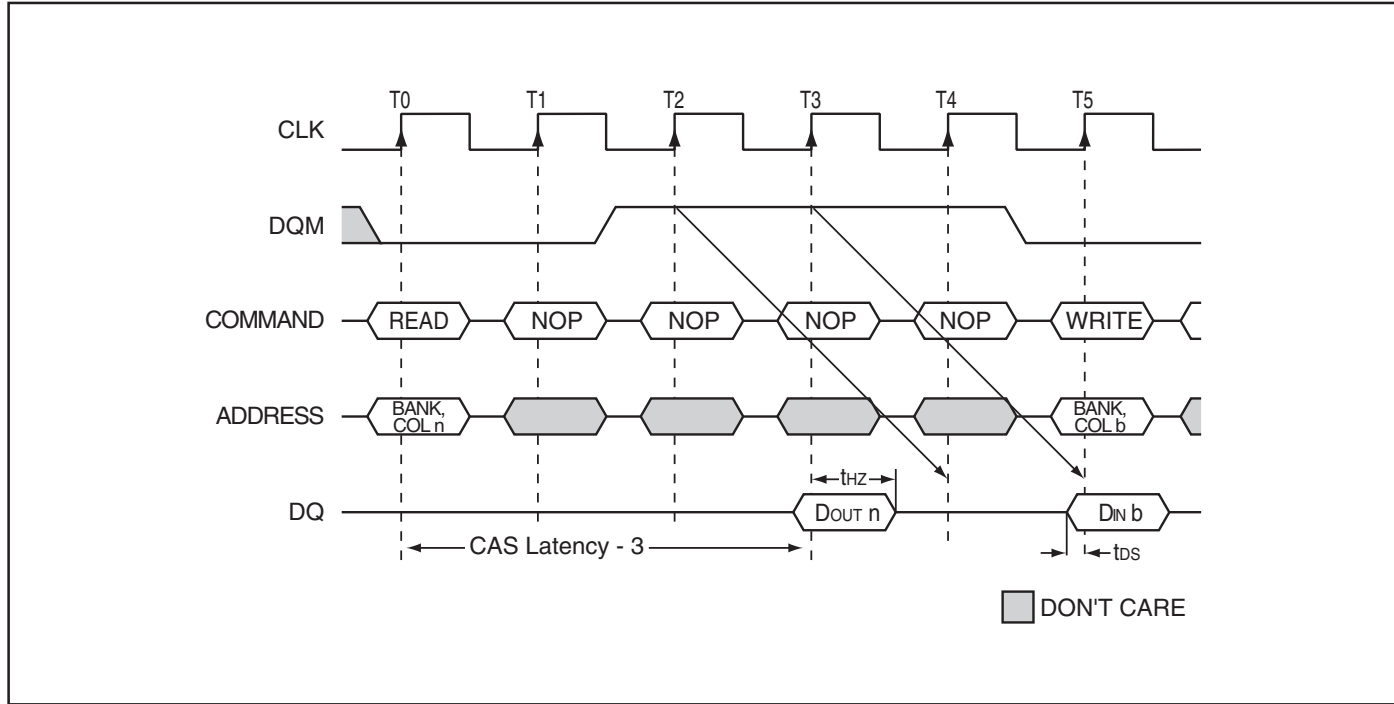 T0 T1 T2 T3 T4 T5
CLK
DQM
COMMAND READ NOP NOP NOP NOP WRITE
ADDRESS BANK, COL n BANK, COL b
tHZ
DQ DOUT n DIN b
CAS Latency - 3 tDS
DON'T CARE